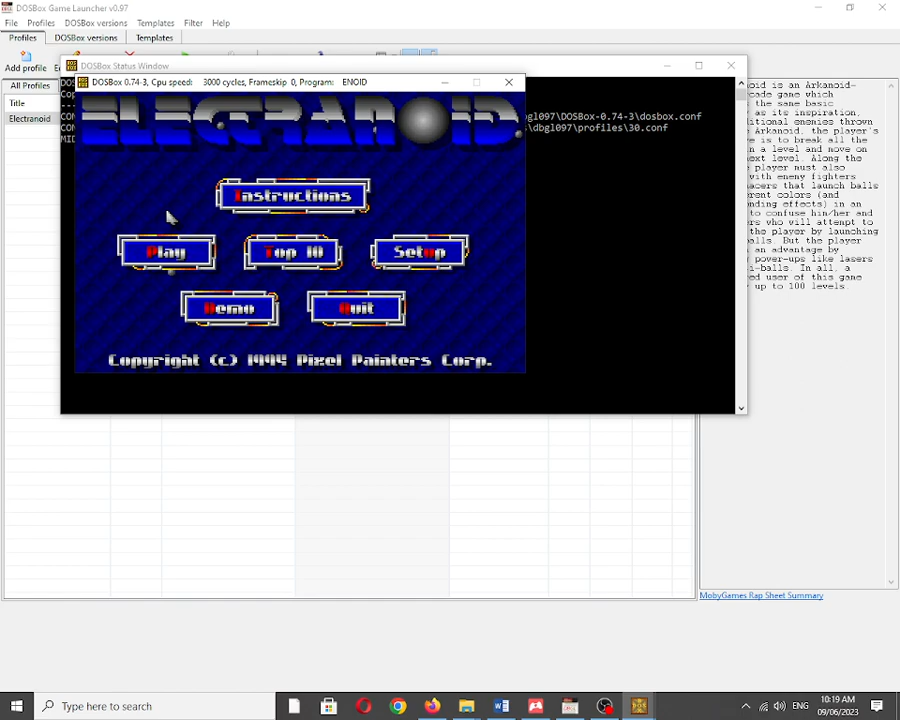 DOSBox Game Launcher v0.97
File Profiles DOSBox versions Templates Filter Help
Profiles DOSBox versions Templates
Add profile
All Profiles
Title
Electranoid
DOSBox Status Window
DOSBox 0.74-3, Cpu speed: 3000 cycles, Frameskip 0, Program: ENOID
bgl097\DOSBox-0.74-3\dosbox.conf
\dbgl097\profiles\30.conf
ELECTRANOID
Instructions
Play Top 10 Setup
Demo Quit
Copyright (c) 1994 Pixel Painters Corp.
noid is an Arkanoid-
cade game which
s the same basic
y as its inspiration,
ditional enemies thrown
e Arkanoid, the player's
e is to break all the
n a level and move on
next level. Along the
e player must also
with enemy fighters
acers that launch balls
erent colors (and
nding effects) in an
to confuse him/her and
rs who will attempt to
the player by launching
alls. But the player
an advantage by
g power-ups like lasers
i-balls. In all, a
red user of this game
y up to 100 levels.
MobyGames Rap Sheet Summary
Type here to search
ENG
10:19 AM
09/06/2023